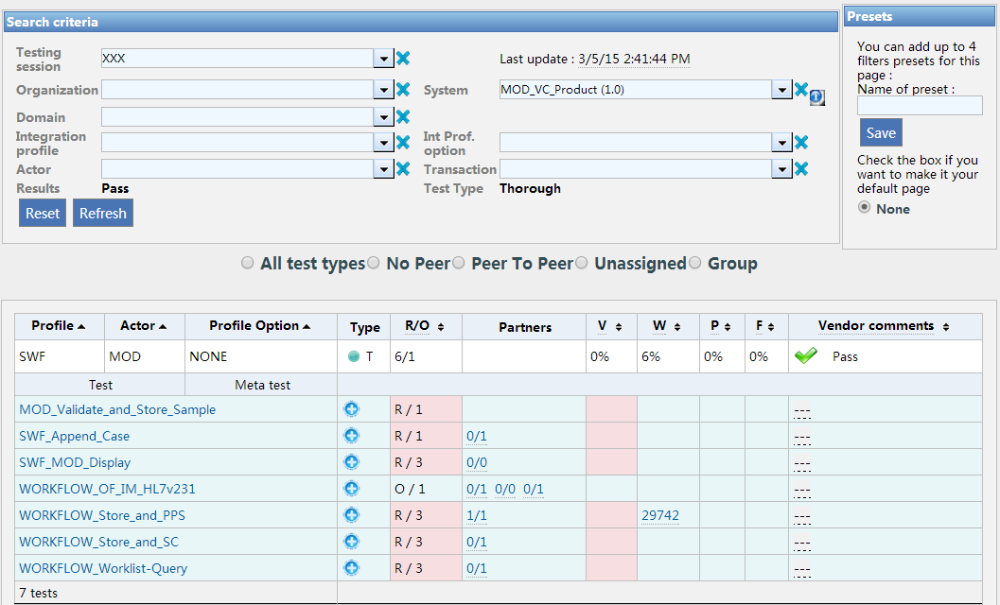 Search criteria
Testing session XXX Last update : 3/5/15 2:41:44 PM
Organization System MOD_VC_Product (1.0)
Domain
Integration profile Int Prof. option
Actor Transaction
Results Pass Test Type Thorough
Reset Refresh
Presets
You can add up to 4
filters presets for this
page :
Name of preset :
Save
Check the box if you
want to make it your
default page
None
All test types No Peer Peer To Peer Unassigned Group
Profile Actor Profile Option Type R/O Partners V W P F Vendor comments
SWF MOD NONE T 6/1 0% 6% 0% 0% Pass
Test Meta test
MOD_Validate_and_Store_Sample R / 1 ---
SWF_Append_Case R / 1 0/1 ---
SWF_MOD_Display R / 3 0/0 ---
WORKFLOW_OF_IM_HL7v231 O / 1 0/1 0/0 0/1 ---
WORKFLOW_Store_and_PPS R / 3 1/1 29742 ---
WORKFLOW_Store_and_SC R / 3 0/1 ---
WORKFLOW_Worklist-Query R / 3 0/1 ---
7 tests